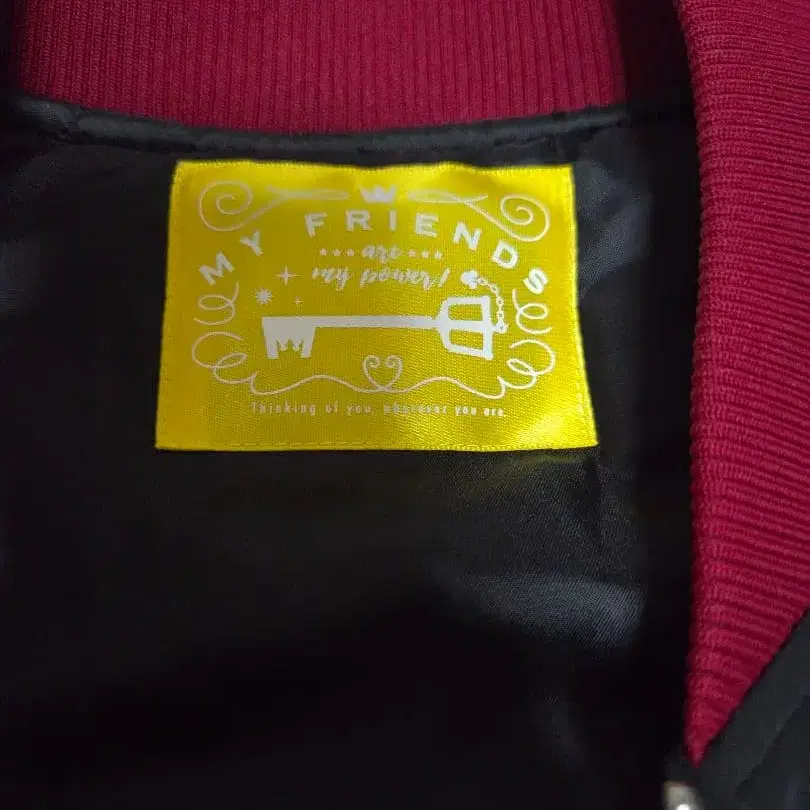 MY FRIENDS
are
my power!
Thinking of you, wherever you are.